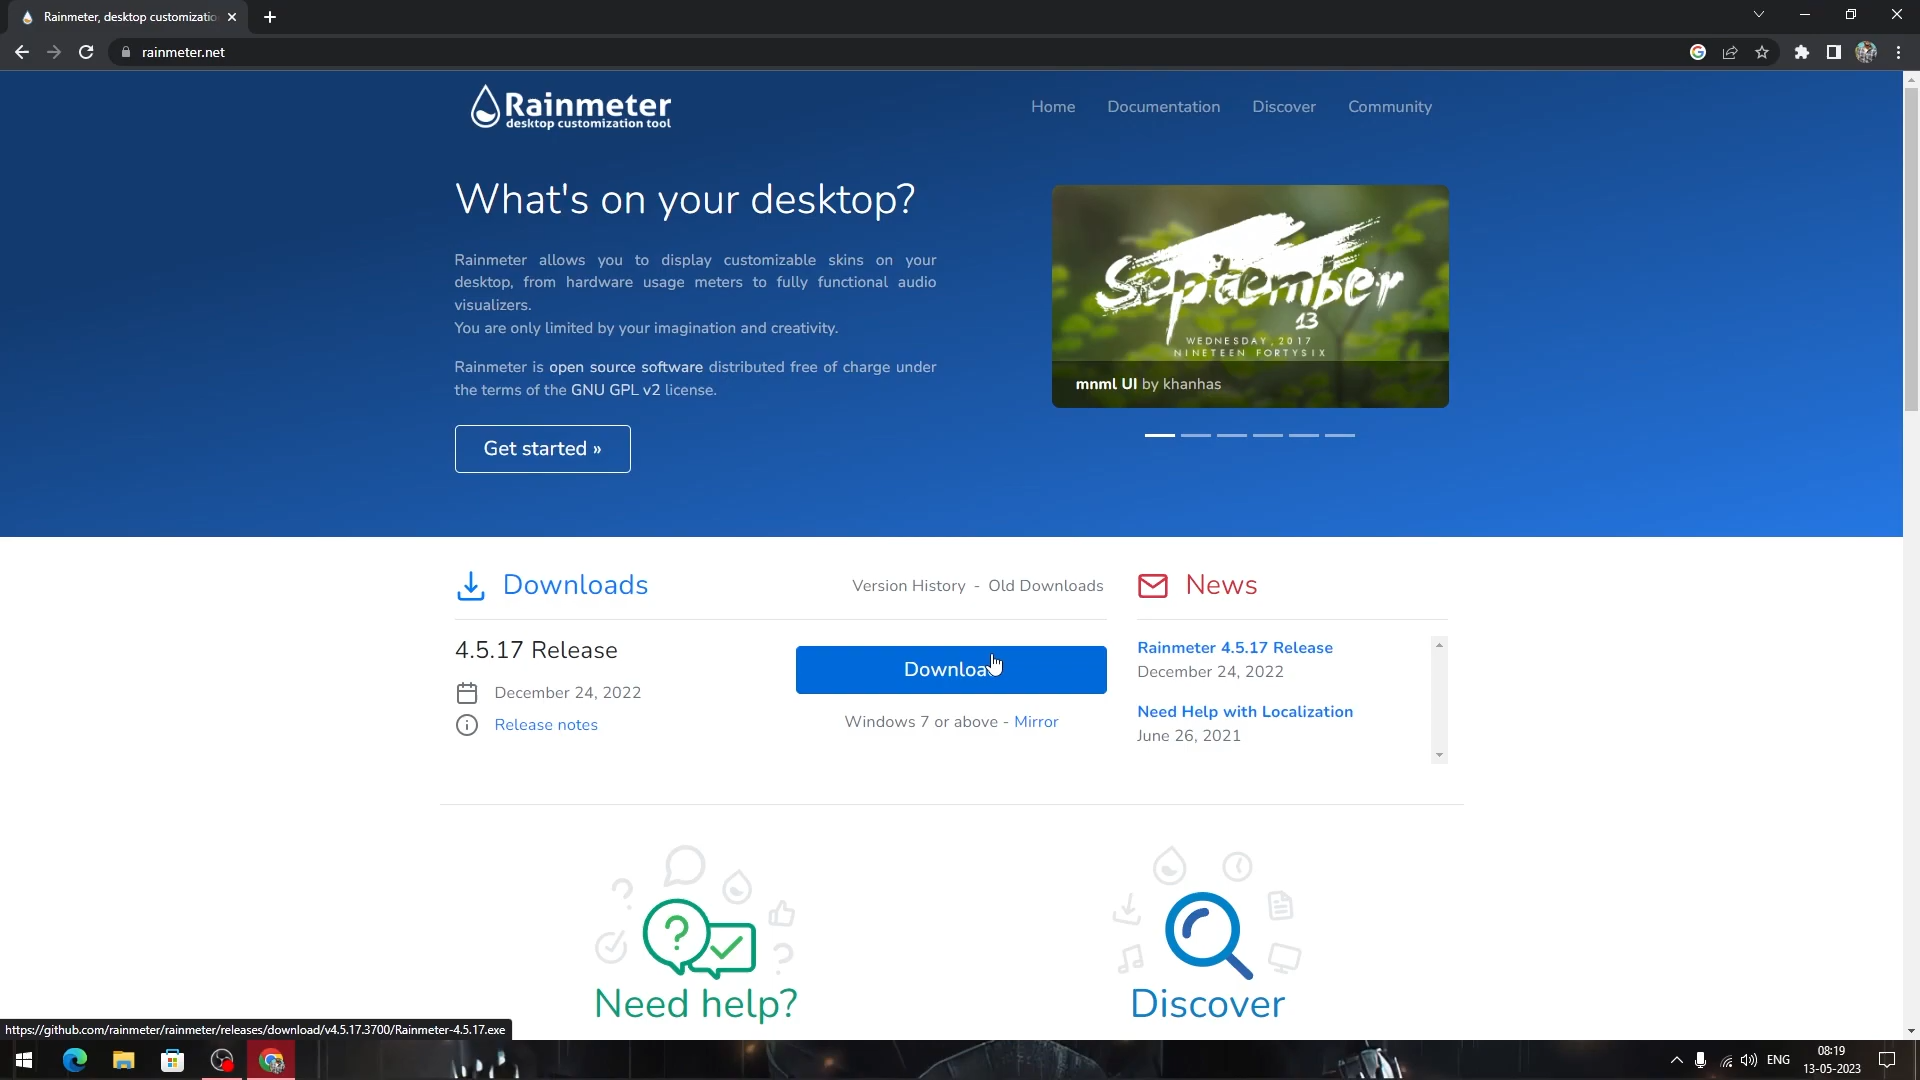 Rainmeter, desktop customizatio
rainmeter.net
Rainmeter
desktop customization tool
Home Documentation Discover Community
What's on your desktop?
Rainmeter allows you to display customizable skins on your
desktop, from hardware usage meters to fully functional audio
visualizers.
You are only limited by your imagination and creativity.
Rainmeter is open source software distributed free of charge under
the terms of the GNU GPL v2 license.
Get started »
September
13
WEDNESDAY, 2017
NINETEEN FORTYSIX
mnml UI by khanhas
Downloads
Version History - Old Downloads
4.5.17 Release
December 24, 2022
Release notes
Download
Windows 7 or above - Mirror
News
Rainmeter 4.5.17 Release
December 24, 2022
Need Help with Localization
June 26, 2021
Need help?
Discover
https://github.com/rainmeter/rainmeter/releases/download/v4.5.17.3700/Rainmeter-4.5.17.exe
ENG
08:19
13-05-2023